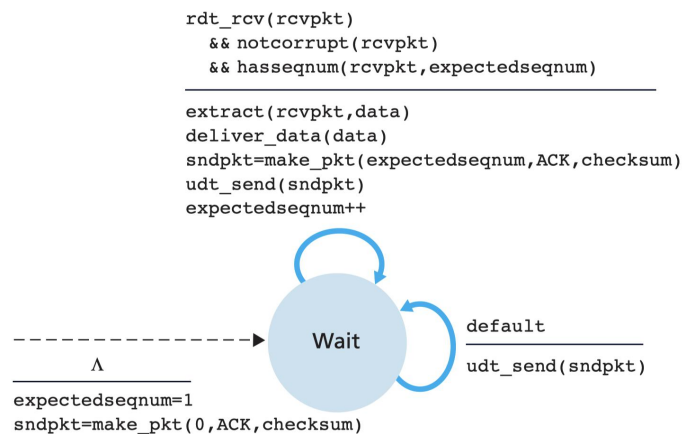 rdt_rcv(rcvpkt)
&& notcorrupt(rcvpkt)
&& hasseqnum(rcvpkt,expectedseqnum)
extract(rcvpkt,data)
deliver_data(data)
sndpkt=make_pkt(expectedseqnum,ACK,checksum)
udt_send(sndpkt)
expectedseqnum++
Wait
default
udt_send(sndpkt)
Λ
expectedseqnum=1
sndpkt=make_pkt(0,ACK,checksum)